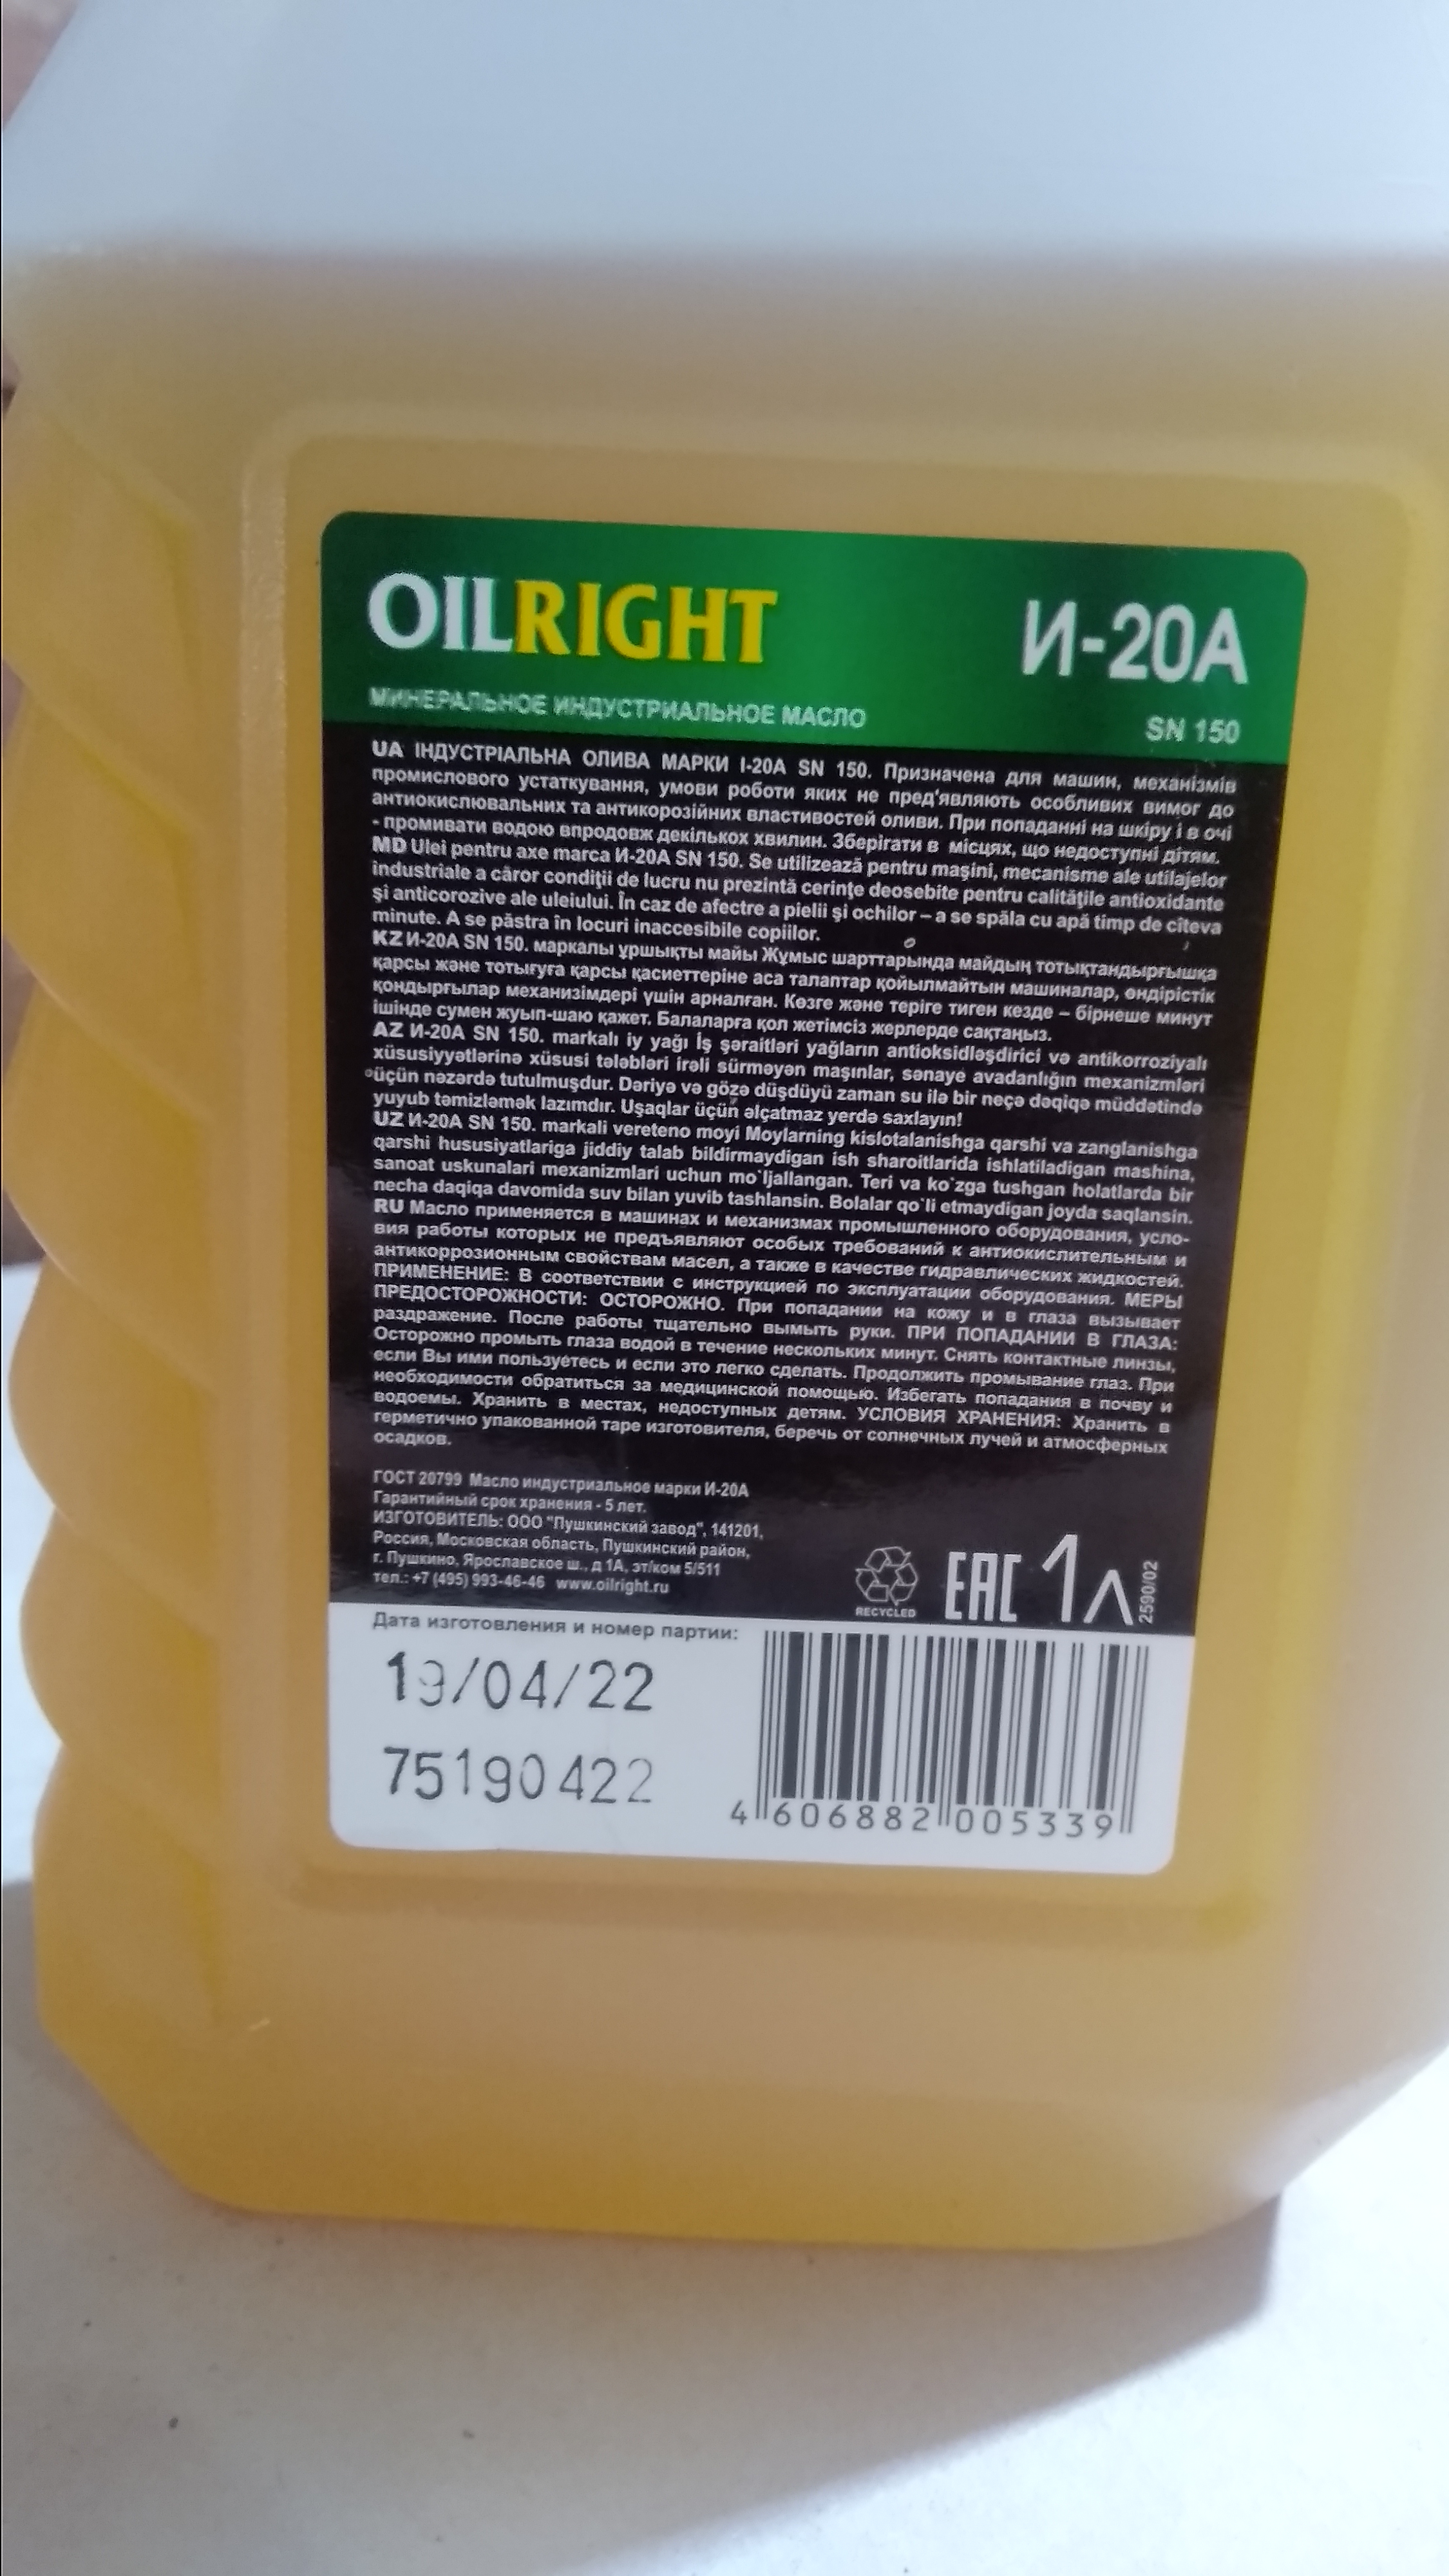 OILRIGHT
И-20А
МИНЕРАЛЬНОЕ ИНДУСТРИАЛЬНОЕ МАСЛО
SN 150
UA ІНДУСТРІАЛЬНА ОЛИВА МАРКИ І-20А SN 150. Призначена для машин, механізмів
промислового устаткування, умови роботи яких не пред'являють особливих вимог до
антиокислювальних та антикорозійних властивостей оливи. При попаданні на шкіру і в очі
- промивати водою впродовж декількох хвилин. Зберігати в місцях, що недоступні дітям.
MD Ulei pentru axe marca И-20А SN 150. Se utilizează pentru maşini, mecanisme ale utilajelor
industriale a căror condiţii de lucru nu prezintă cerinţe deosebite pentru calităţile antioxidante
şi anticorozive ale uleiului. În caz de afectre a pielii şi ochilor – a se spăla cu apă timp de cîteva
minute. A se păstra în locuri inaccesibile copiilor.
KZ И-20А SN 150. маркалы ұршықты майы Жұмыс шарттарында майдың тотықтандырғышқа
қарсы және тотығуға қарсы қасиеттеріне аса талаптар қойылмайтын машиналар, өндірістік
қондырғылар механизімдері үшін арналған. Көзге және теріге тиген кезде – бірнеше минут
ішінде сумен жуып-шаю қажет. Балаларға қол жетімсіз жерлерде сақтаңыз.
AZ И-20А SN 150. markalı iy yağı İş şəraitləri yağların antioksidləşdirici və antikorroziyalı
xüsusiyyətlərinə xüsusi tələbləri irəli sürməyən maşınlar, sənaye avadanlığın mexanizmləri
üçün nəzərdə tutulmuşdur. Dəriyə və gözə düşdüyü zaman su ilə bir neçə dəqiqə müddətində
yuyub təmizləmək lazımdır. Uşaqlar üçün əlçatmaz yerdə saxlayın!
UZ И-20А SN 150. markali vereteno moyi Moylarning kislotalanishga qarshi va zanglanishga
qarshi hususiyatlariga jiddiy talab bildirmaydigan ish sharoitlarida ishlatiladigan mashina,
sanoat uskunalari mexanizmlari uchun mo`ljallangan. Teri va ko`zga tushgan holatlarda bir
necha daqiqa davomida suv bilan yuvib tashlansin. Bolalar qo`li etmaydigan joyda saqlansin.
RU Масло применяется в машинах и механизмах промышленного оборудования, усло-
вия работы которых не предъявляют особых требований к антиокислительным и
антикоррозионным свойствам масел, а также в качестве гидравлических жидкостей.
ПРИМЕНЕНИЕ: В соответствии с инструкцией по эксплуатации оборудования. МЕРЫ
ПРЕДОСТОРОЖНОСТИ: ОСТОРОЖНО. При попадании на кожу и в глаза вызывает
раздражение. После работы тщательно вымыть руки. ПРИ ПОПАДАНИИ В ГЛАЗА:
Осторожно промыть глаза водой в течение нескольких минут. Снять контактные линзы,
если Вы ими пользуетесь и если это легко сделать. Продолжить промывание глаз. При
необходимости обратиться за медицинской помощью. Избегать попадания в почву и
водоемы. Хранить в местах, недоступных детям. УСЛОВИЯ ХРАНЕНИЯ: Хранить в
герметично упакованной таре изготовителя, беречь от солнечных лучей и атмосферных
осадков.
ГОСТ 20799 Масло индустриальное марки И-20А
Гарантийный срок хранения - 5 лет.
ИЗГОТОВИТЕЛЬ: ООО "Пушкинский завод", 141201,
Россия, Московская область, Пушкинский район,
г. Пушкино, Ярославское ш., д 1А, эт/ком 5/511
тел.: +7 (495) 993-46-46 www.oilright.ru
RECYCLED
EAC
1л
2590/02
Дата изготовления и номер партии:
19/04/22
75190422
4 606882 005339